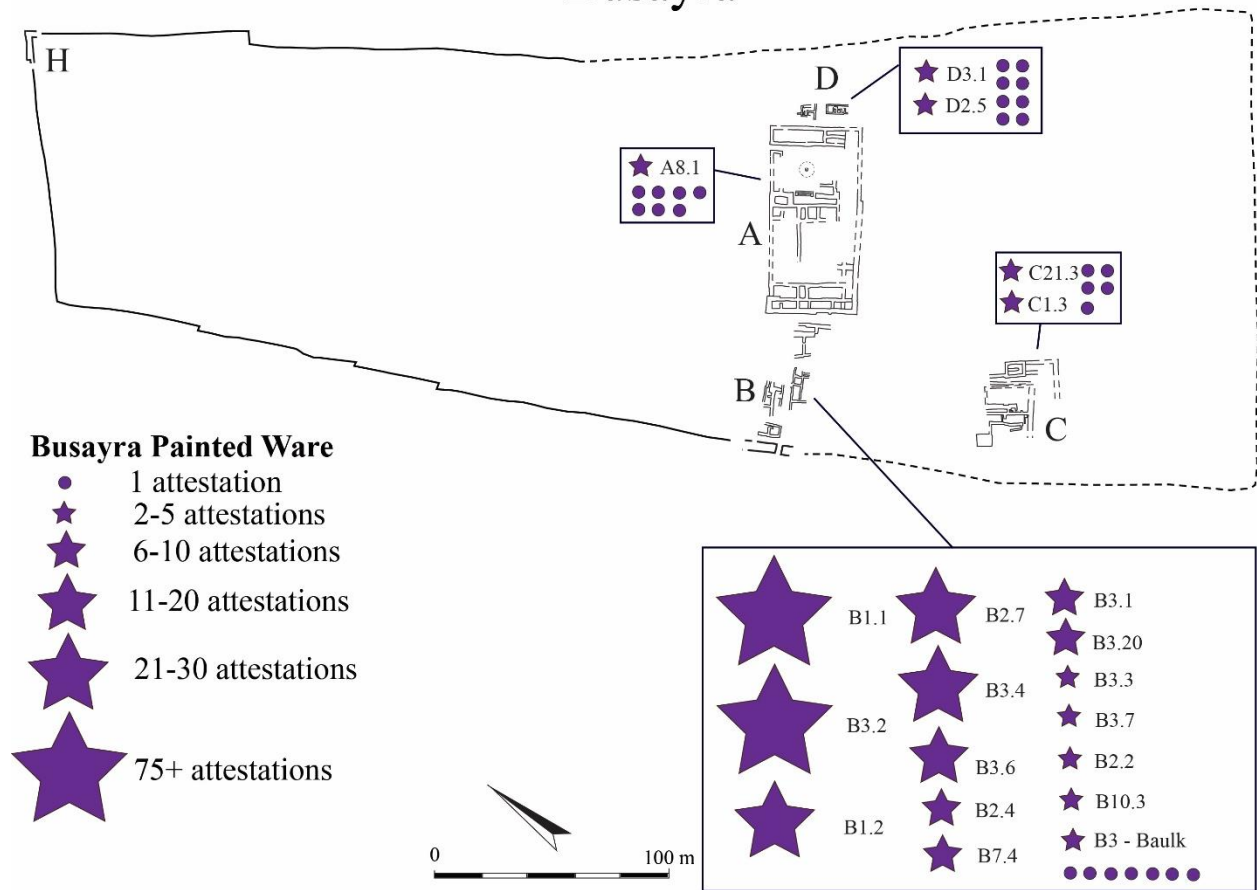 H
D
D3.1
D2.5
A8.1
A
C21.3
C1.3
B
C
Busayra Painted Ware
1 attestation
2-5 attestations
6-10 attestations
11-20 attestations
21-30 attestations
75+ attestations
B1.1
B3.2
B1.2
B2.7
B3.4
B3.6
B2.4
B7.4
B3.1
B3.20
B3.3
B3.7
B2.2
B10.3
B3 - Baulk
0
100 m